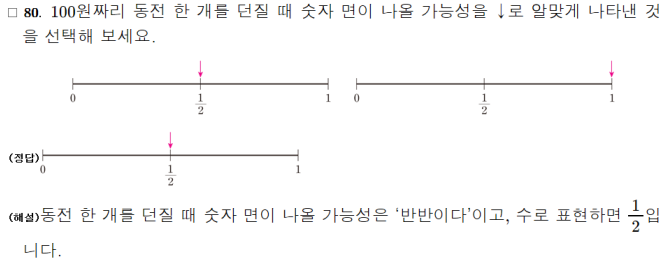 □ 80. 100원짜리 동전 한 개를 던질 때 숫자 면이 나올 가능성을 ↓로 알맞게 나타낸 것
을 선택해 보세요.
0 1/2 1 0 1/2 1
(정답)
0 1/2 1
(해설)동전 한 개를 던질 때 숫자 면이 나올 가능성은 ‘반반이다’이고, 수로 표현하면 1/2입
니다.